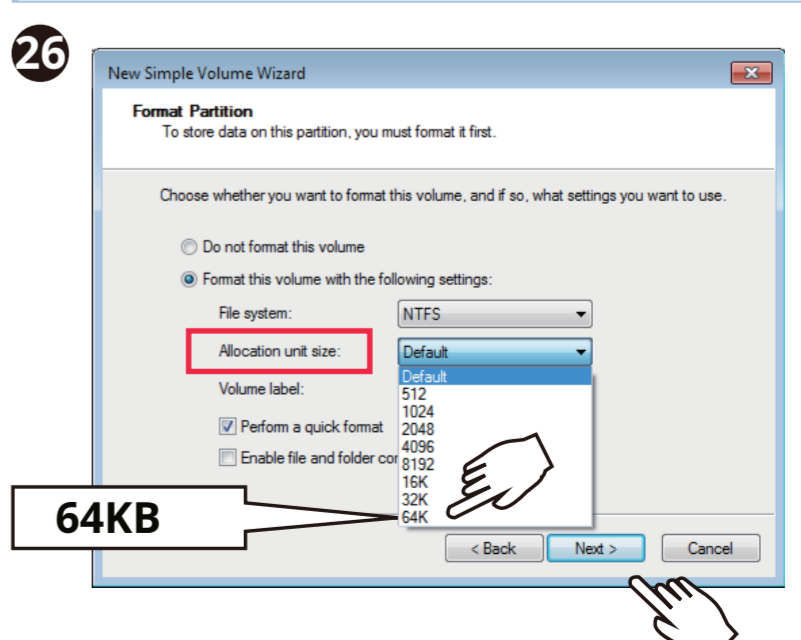 26
New Simple Volume Wizard
Format Partition
To store data on this partition, you must format it first.
Choose whether you want to format this volume, and if so, what settings you want to use.
Do not format this volume
Format this volume with the following settings:
File system: NTFS
Allocation unit size: Default
Default
Volume label:
512
1024
Perform a quick format
2048
4096
Enable file and folder cor
8192
16K
32K
64K
64KB
< Back Next > Cancel